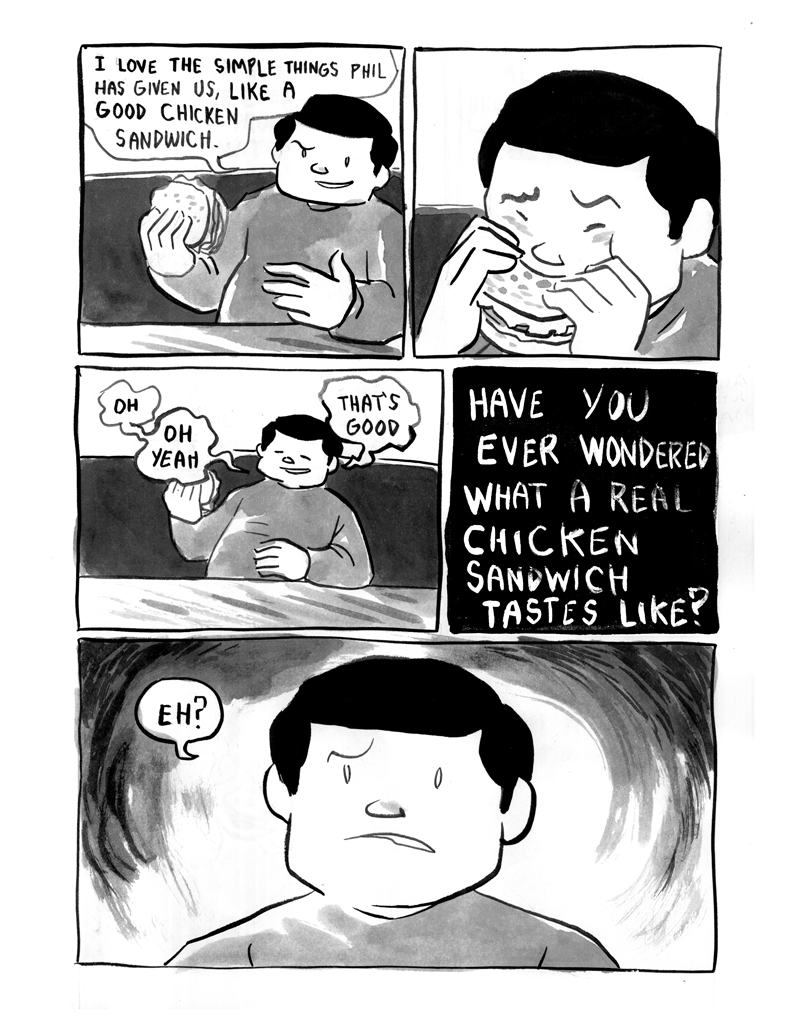 I LOVE THE SIMPLE THINGS PHIL
HAS GIVEN US, LIKE A
GOOD CHICKEN
SANDWICH.
OH
OH
YEAH
THAT'S
GOOD
HAVE YOU
EVER WONDERED
WHAT A REAL
CHICKEN
SANDWICH
TASTES LIKE?
EH?